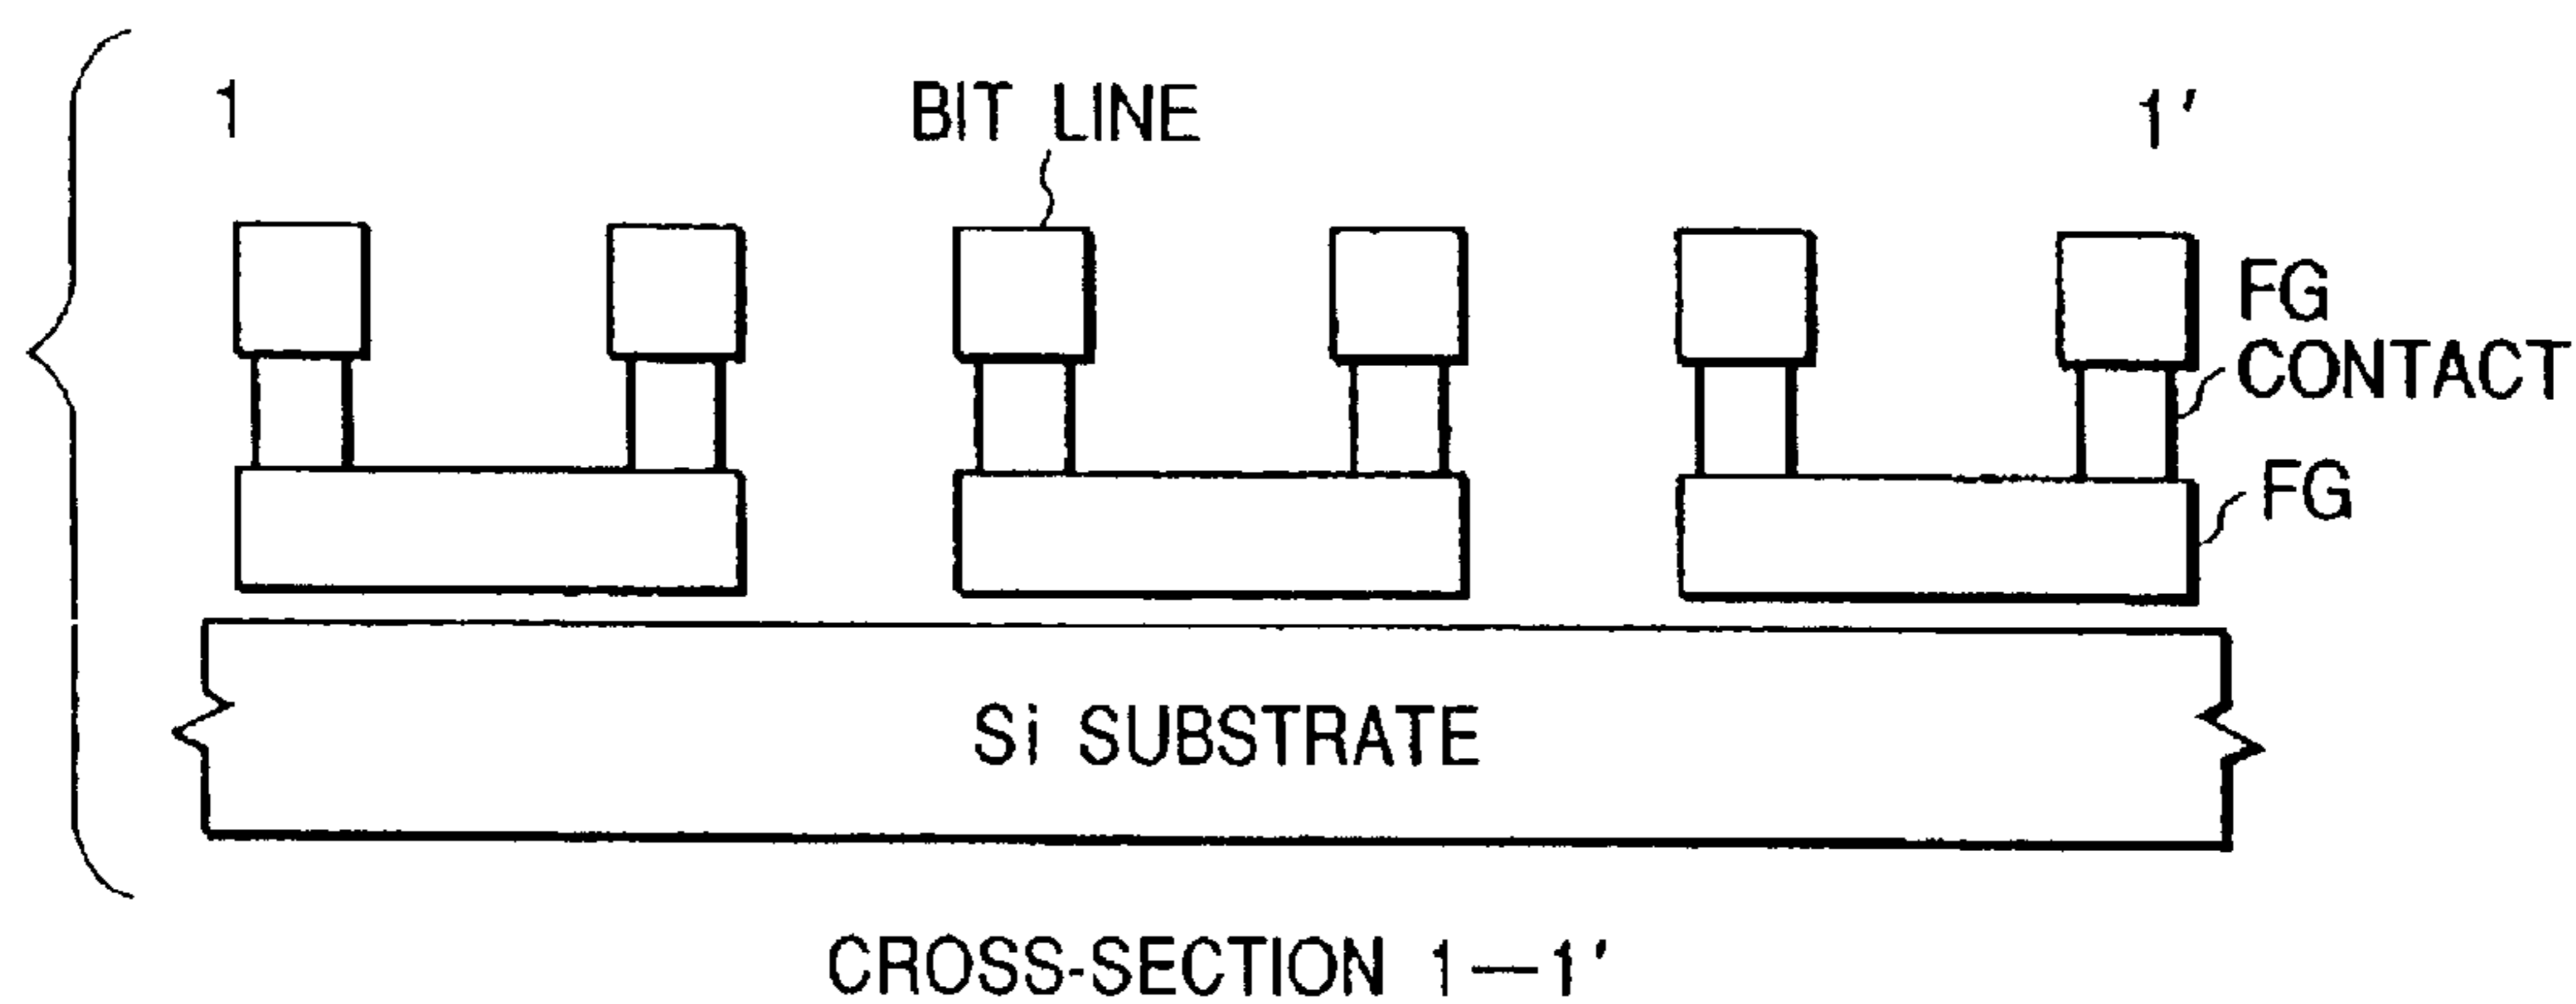 1
BIT LINE
1'
FG
CONTACT
FG
Si SUBSTRATE
CROSS-SECTION 1—1'